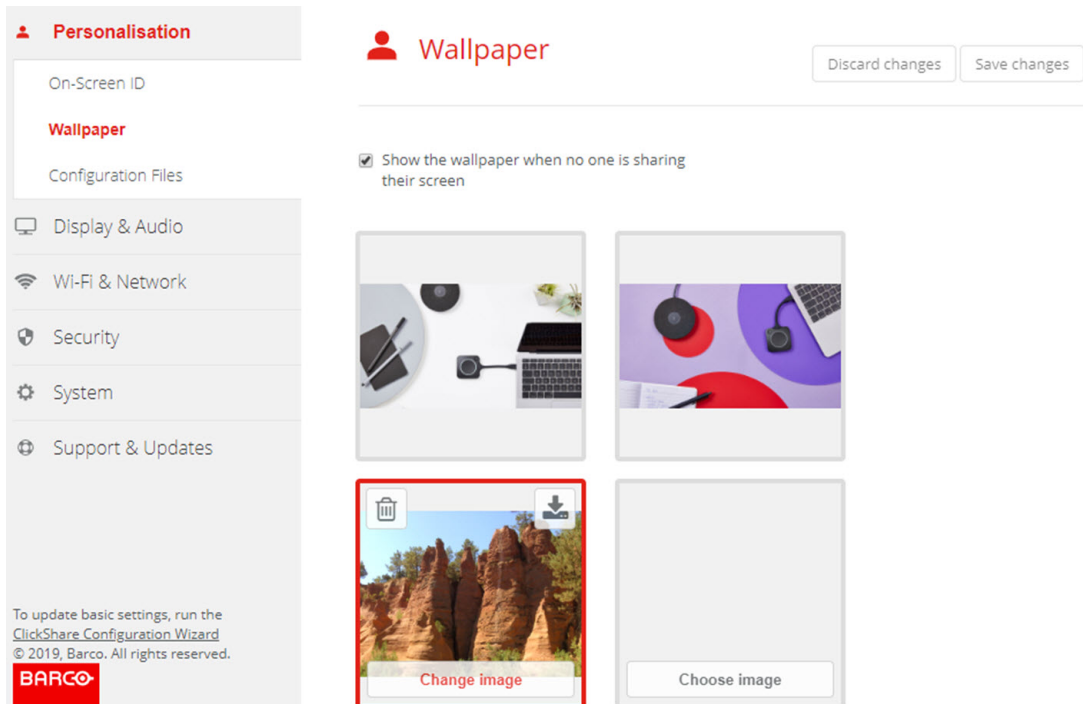 Personalisation
On-Screen ID
Wallpaper
Configuration Files
Display & Audio
Wi-Fi & Network
Security
System
Support & Updates
To update basic settings, run the
ClickShare Configuration Wizard
© 2019, Barco. All rights reserved.
BARCO
Wallpaper
Discard changes
Save changes
Show the wallpaper when no one is sharing
their screen
Change image
Choose image